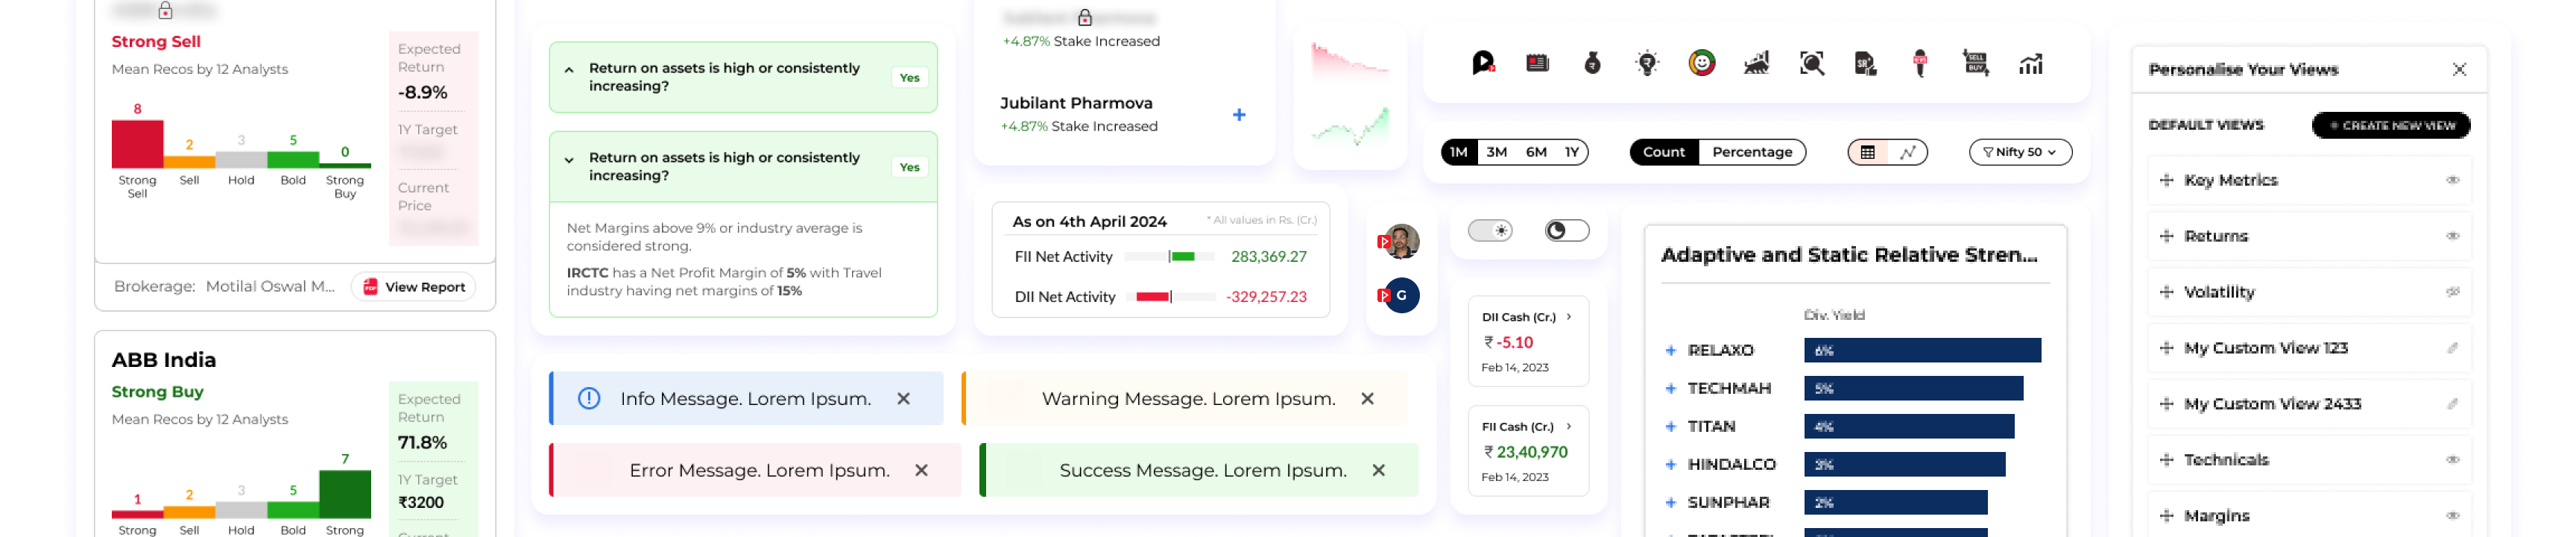 Strong Sell
Mean Recos by 12 Analysts
8
2
3
5
0
Strong Sell
Sell
Hold
Bold
Strong Buy
Expected Return
-8.9%
1Y Target
Current Price
Brokerage: Motilal Oswal M...
View Report
ABB India
Strong Buy
Mean Recos by 12 Analysts
1
2
3
5
7
Strong
Sell
Hold
Bold
Strong
Expected Return
71.8%
1Y Target
₹3200
Return on assets is high or consistently
increasing?
Yes
Return on assets is high or consistently
increasing?
Yes
Net Margins above 9% or industry average is
considered strong.
IRCTC has a Net Profit Margin of 5% with Travel
industry having net margins of 15%
Jubilant Pharmova
+4.87% Stake Increased
Jubilant Pharmova
+4.87% Stake Increased
As on 4th April 2024
* All values in Rs. (Cr.)
FII Net Activity 283,369.27
DII Net Activity -329,257.23
G
Info Message. Lorem Ipsum.
Warning Message. Lorem Ipsum.
Error Message. Lorem Ipsum.
Success Message. Lorem Ipsum.
SELL
BUY
1M 3M 6M 1Y
Count Percentage
Nifty 50
DII Cash (Cr.)
₹ -5.10
Feb 14, 2023
FII Cash (Cr.)
₹ 23,40,970
Feb 14, 2023
Adaptive and Static Relative Stren...
Div. Yield
RELAXO 6%
TECHMAH 5%
TITAN 4%
HINDALCO 3%
SUNPHAR 2%
Personalise Your Views
DEFAULT VIEWS
+ CREATE NEW VIEW
Key Metrics
Returns
Volatility
My Custom View 123
My Custom View 2433
Technicals
Margins